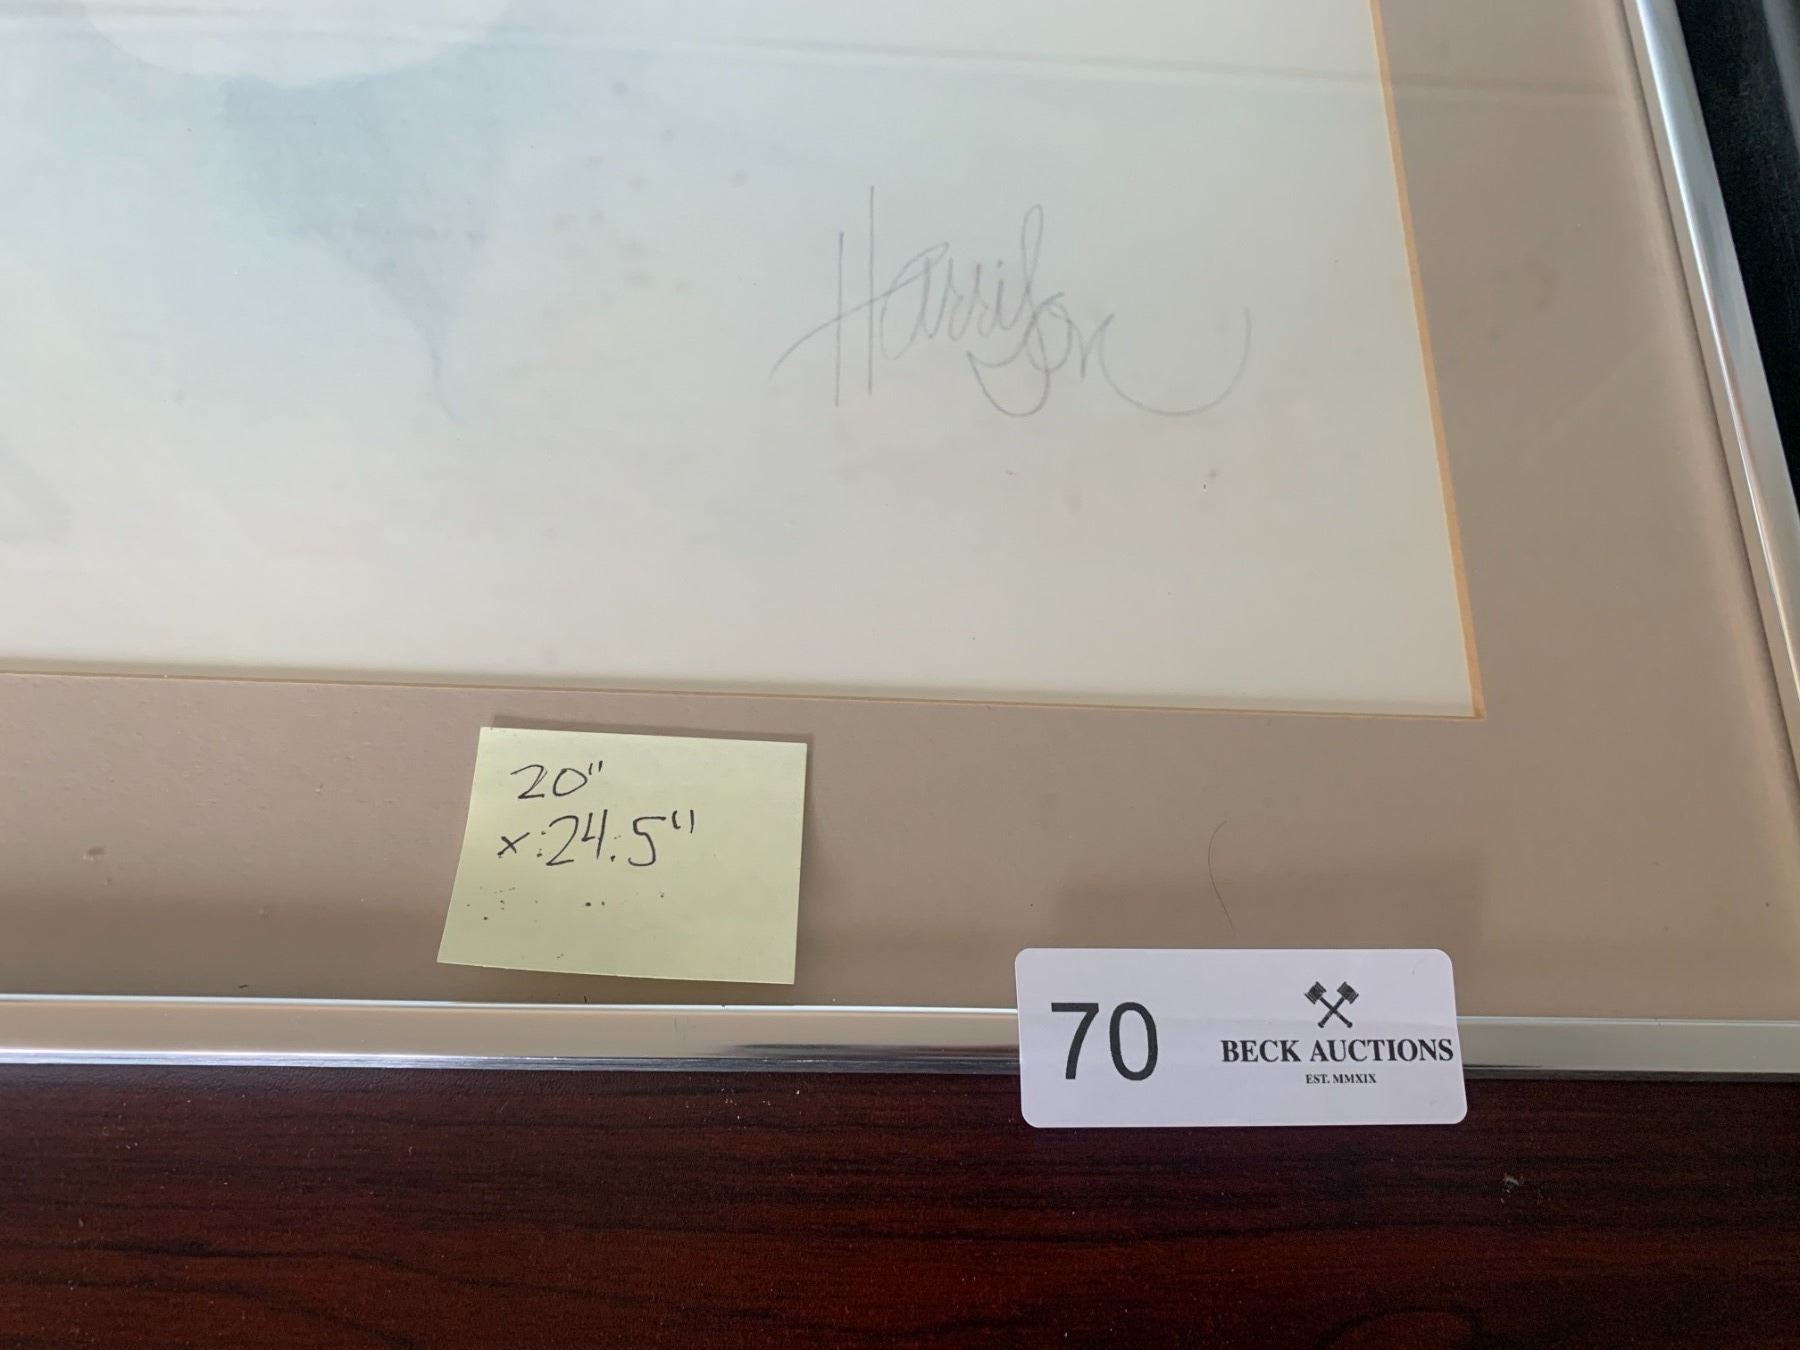 Harrison
20"
x 24.5"
70
BECK AUCTIONS
EST. MMXIX